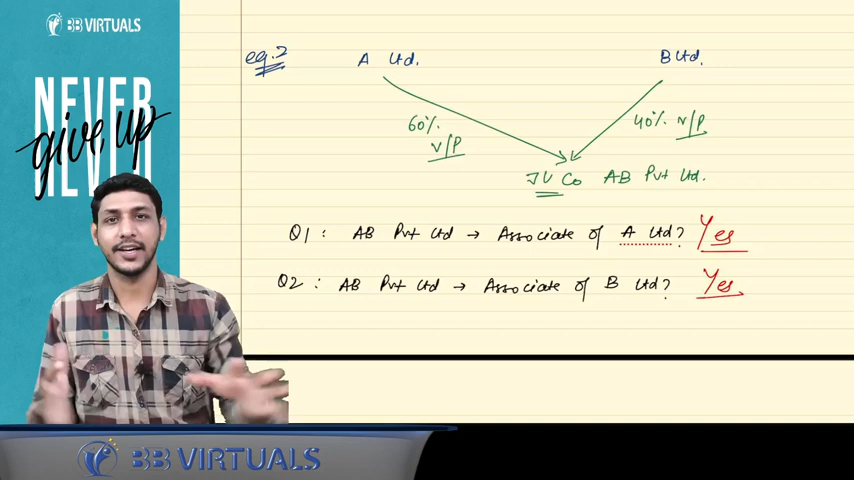 BB VIRTUALS
NEVER
give up
NEVER
eg.2
A Ltd.
B Ltd.
60%.
v/P
40%. v/P
JV Co AB Pvt Ltd.
Q1: AB Pvt Ltd → Associate of A Ltd? Yes
Q2: AB Pvt Ltd → Associate of B Ltd? Yes.
BB VIRTUALS